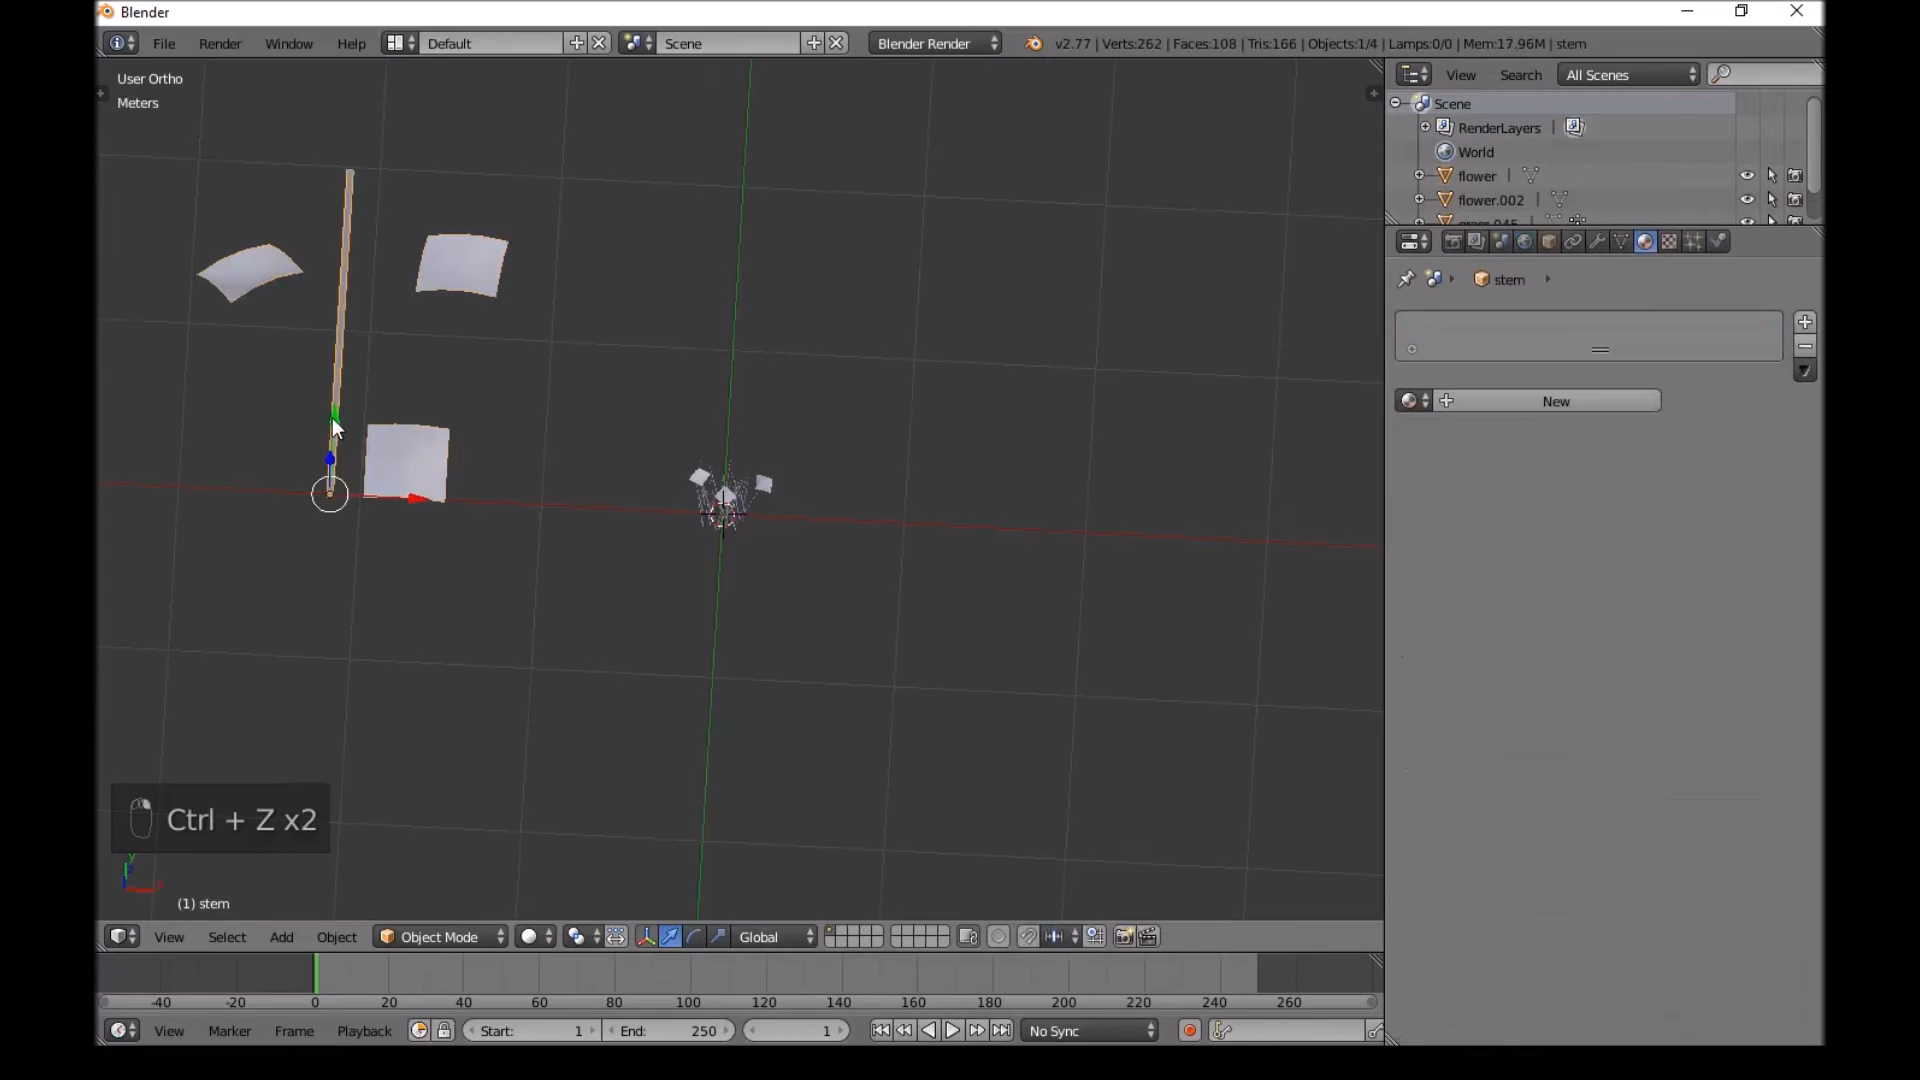 Blender
File Render Window Help Default Scene Blender Render v2.77 | Verts:262 | Faces:108 | Tris:166 | Objects:1/4 | Lamps:0/0 | Mem:17.96M | stem
User Ortho
Meters
View Search All Scenes
Scene
RenderLayers
World
flower
flower.002
grass.045
stem
New
Ctrl + Z x2
(1) stem
View Select Add Object Object Mode Global
-40 -20 0 20 40 60 80 100 120 140 160 180 200 220 240 260
View Marker Frame Playback Start: 1 End: 250 1 No Sync